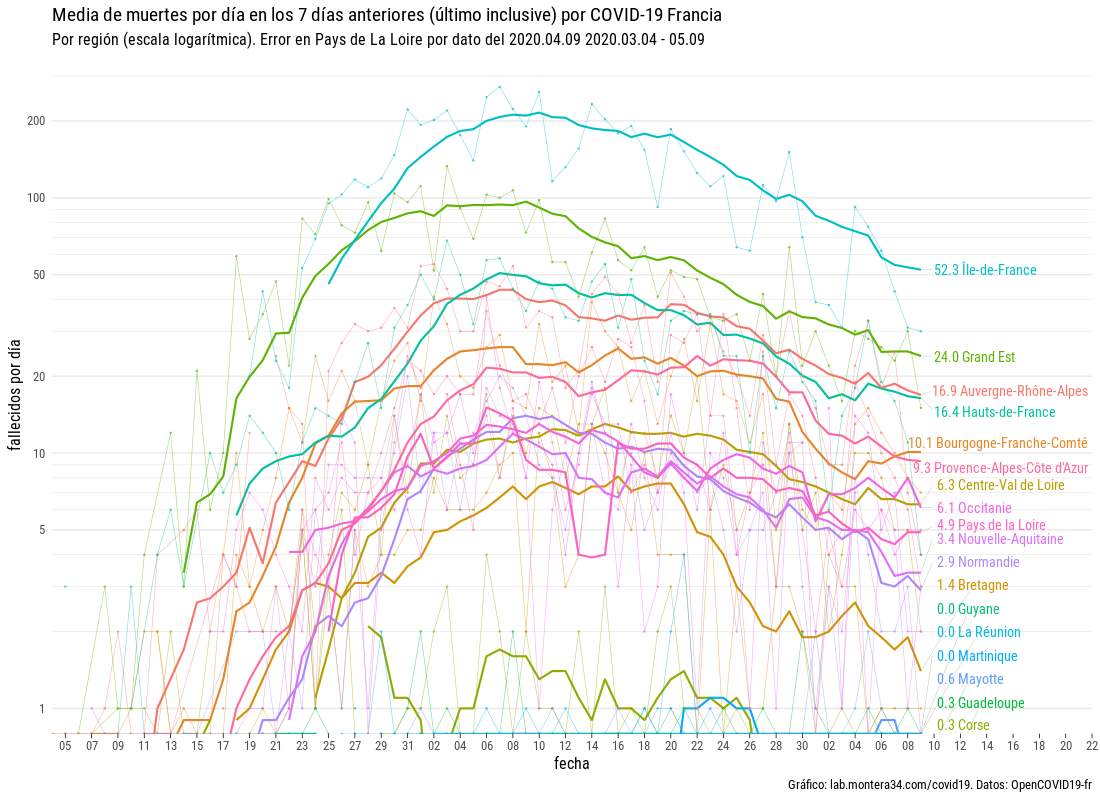 Media de muertes por día en los 7 días anteriores (último inclusive) por COVID-19 Francia
Por región (escala logarítmica). Error en Pays de La Loire por dato del 2020.04.09 2020.03.04 - 05.09
fallecidos por día
200
100
50
20
10
5
1
52.3 Île-de-France
24.0 Grand Est
16.9 Auvergne-Rhône-Alpes
16.4 Hauts-de-France
10.1 Bourgogne-Franche-Comté
9.3 Provence-Alpes-Côte d'Azur
6.3 Centre-Val de Loire
6.1 Occitanie
4.9 Pays de la Loire
3.4 Nouvelle-Aquitaine
2.9 Normandie
1.4 Bretagne
0.0 Guyane
0.0 La Réunion
0.0 Martinique
0.6 Mayotte
0.3 Guadeloupe
0.3 Corse
05 07 09 11 13 15 17 19 21 23 25 27 29 31 02 04 06 08 10 12 14 16 18 20 22 24 26 28 30 02 04 06 08 10 12 14 16 18 20 22
fecha
Gráfico: lab.montera34.com/covid19. Datos: OpenCOVID19-fr